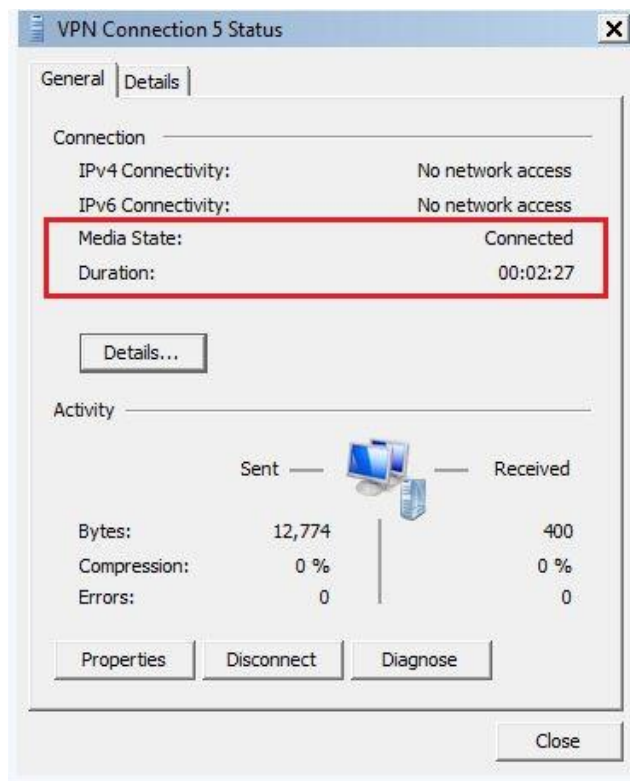 VPN Connection 5 Status
General Details
Connection
IPv4 Connectivity: No network access
IPv6 Connectivity: No network access
Media State: Connected
Duration: 00:02:27
Details...
Activity
Sent Received
Bytes: 12,774 400
Compression: 0 % 0 %
Errors: 0 0
Properties Disconnect Diagnose
Close